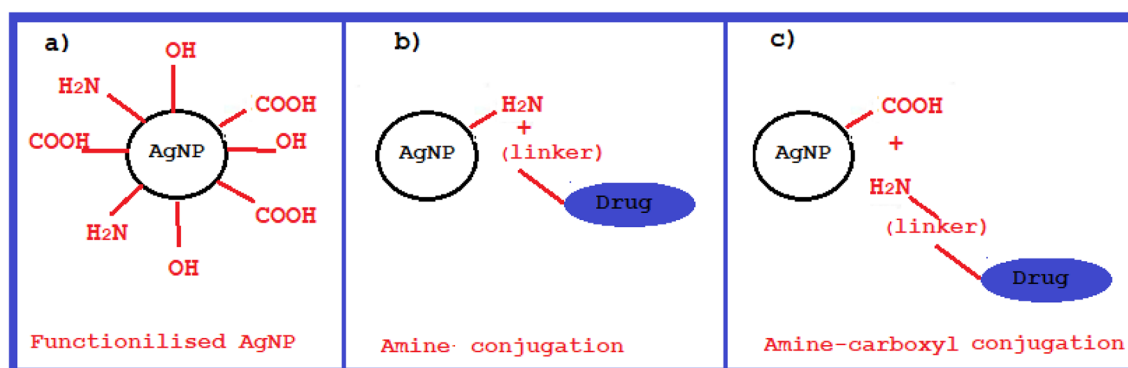 a)
OH
H2N
COOH
COOH
AgNP
OH
H2N
COOH
OH
Functionilised AgNP
b)
H2N
AgNP
+
(linker)
Drug
Amine conjugation
c)
COOH
AgNP
+
H2N
(linker)
Drug
Amine-carboxyl conjugation